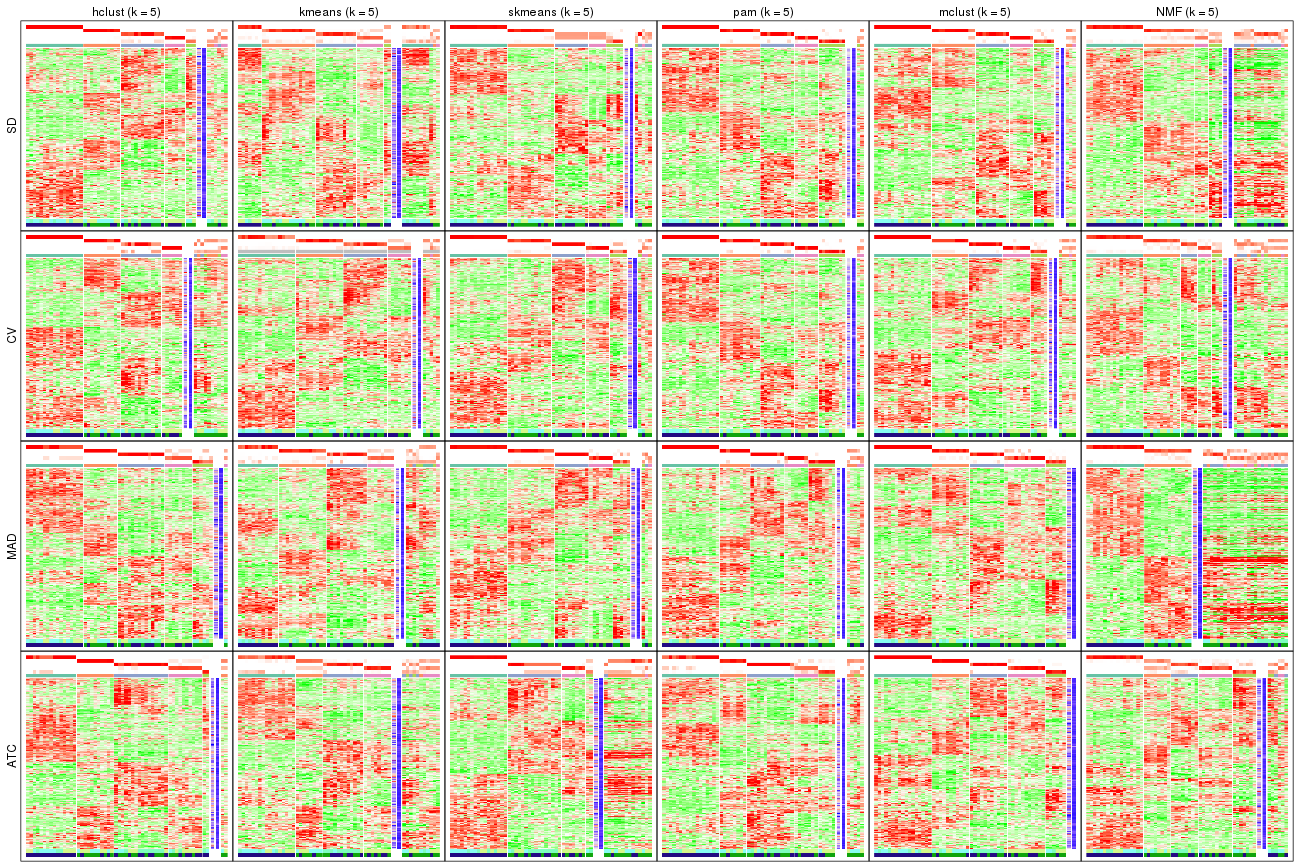 hclust (k = 5) kmeans (k = 5) skmeans (k = 5) pam (k = 5) mclust (k = 5) NMF (k = 5)
SD
CV
MAD
ATC